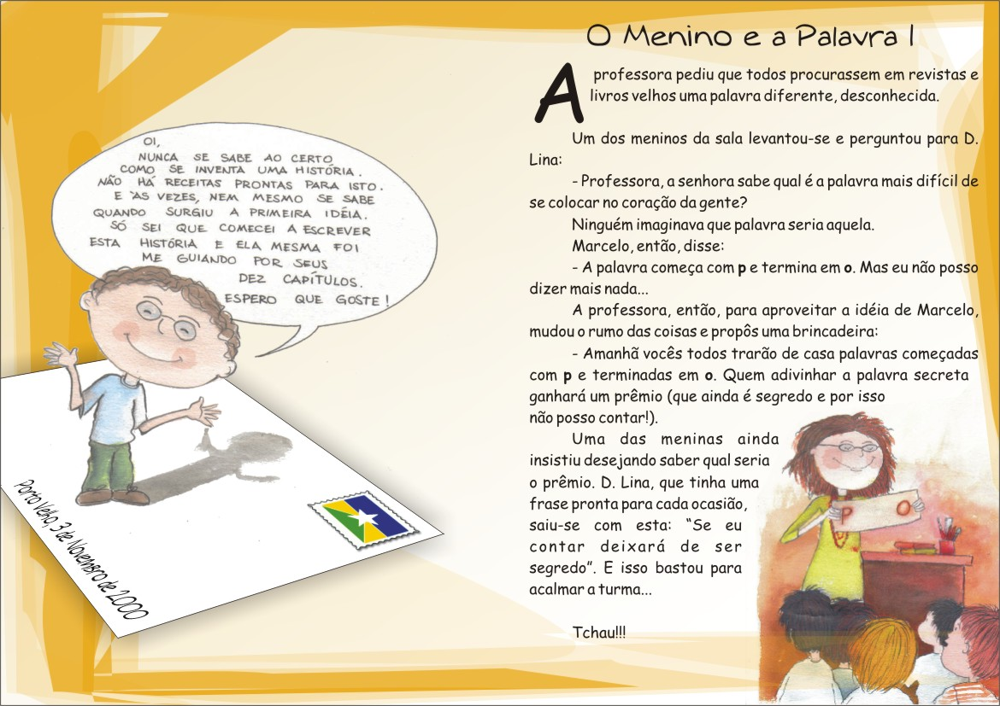 OI,
NUNCA SE SABE AO CERTO
COMO SE INVENTA UMA HISTÓRIA.
NÃO HÁ RECEITAS PRONTAS PARA ISTO.
E ÀS VEZES, NEM MESMO SE SABE
QUANDO SURGIU A PRIMEIRA IDÉIA.
SÓ SEI QUE COMECEI A ESCREVER
ESTA HISTÓRIA E ELA MESMA FOI
ME GUIANDO POR SEUS
DEZ CAPÍTULOS.
ESPERO QUE GOSTE!
Porto Velho, 3 de Novembro de 2000
O Menino e a Palavra I
A professora pediu que todos procurassem em revistas e
livros velhos uma palavra diferente, desconhecida.
Um dos meninos da sala levantou-se e perguntou para D.
Lina:
- Professora, a senhora sabe qual é a palavra mais difícil de
se colocar no coração da gente?
Ninguém imaginava que palavra seria aquela.
Marcelo, então, disse:
- A palavra começa com p e termina em o. Mas eu não posso
dizer mais nada...
A professora, então, para aproveitar a idéia de Marcelo,
mudou o rumo das coisas e propôs uma brincadeira:
- Amanhã vocês todos trarão de casa palavras começadas
com p e terminadas em o. Quem adivinhar a palavra secreta
ganhará um prêmio (que ainda é segredo e por isso
não posso contar!).
Uma das meninas ainda
insistiu desejando saber qual seria
o prêmio. D. Lina, que tinha uma
frase pronta para cada ocasião,
saiu-se com esta: “Se eu
contar deixará de ser
segredo”. E isso bastou para
acalmar a turma...
Tchau!!!
P O